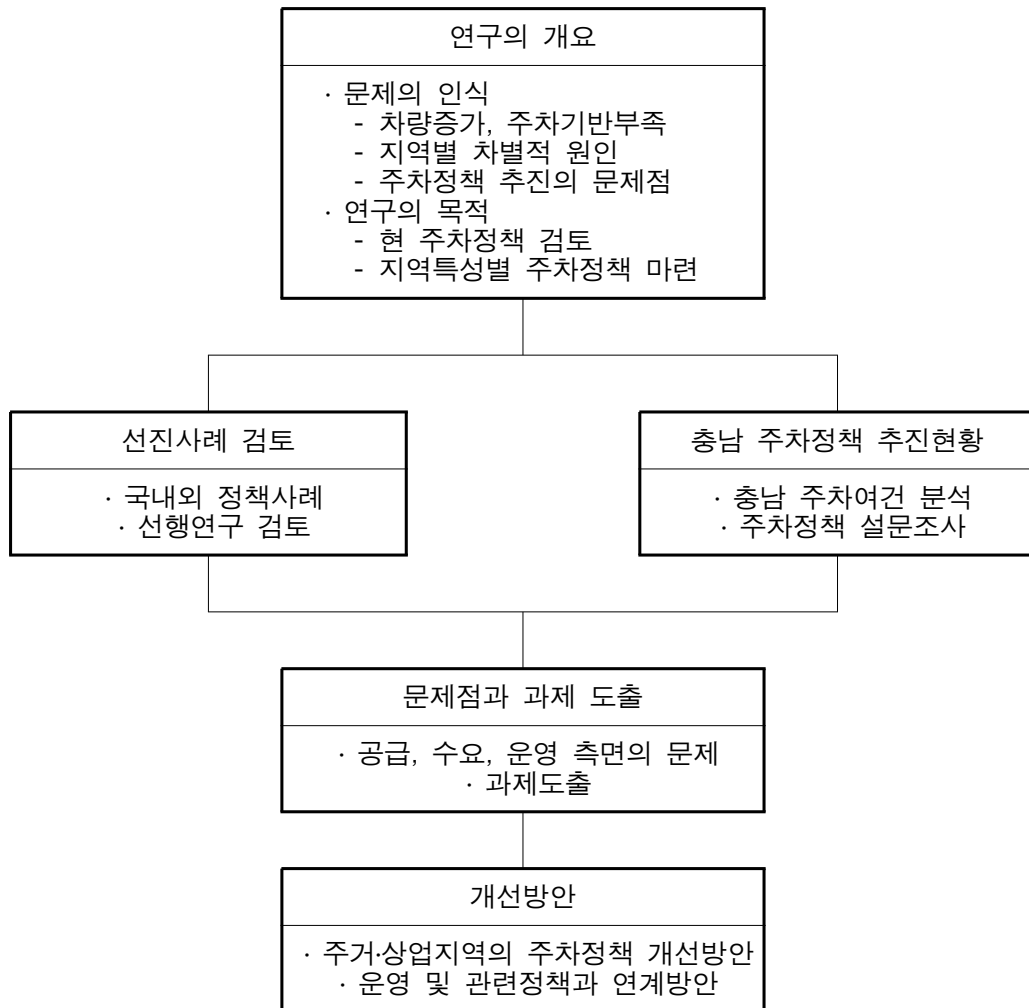 연구의 개요
· 문제의 인식
- 차량증가, 주차기반부족
- 지역별 차별적 원인
- 주차정책 추진의 문제점
· 연구의 목적
- 현 주차정책 검토
- 지역특성별 주차정책 마련
선진사례 검토
· 국내외 정책사례
· 선행연구 검토
충남 주차정책 추진현황
· 충남 주차여건 분석
· 주차정책 설문조사
문제점과 과제 도출
· 공급, 수요, 운영 측면의 문제
· 과제도출
개선방안
· 주거·상업지역의 주차정책 개선방안
· 운영 및 관련정책과 연계방안